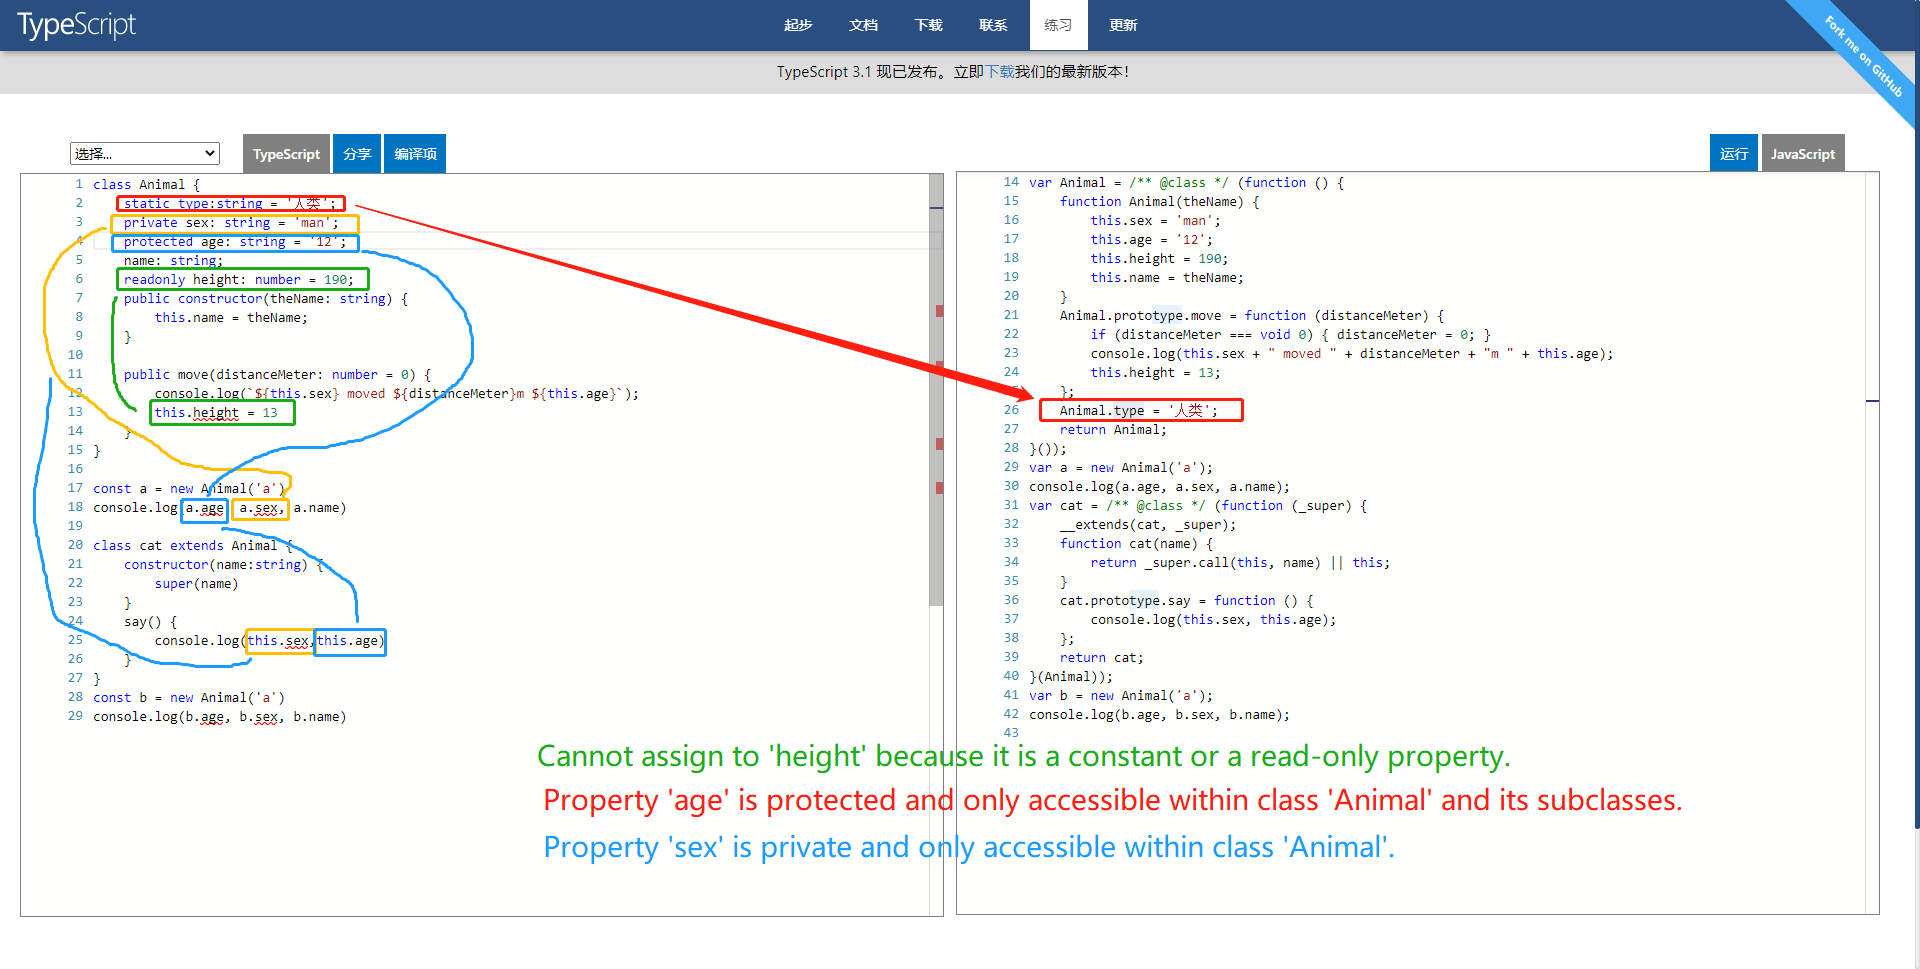 TypeScript
起步 文档 下载 联系 练习 更新
Fork me on GitHub
TypeScript 3.1 现已发布。立即下载我们的最新版本！
选择... TypeScript 分享 编译项
运行 JavaScript
1 class Animal {
2 static type:string = '人类';
3 private sex: string = 'man';
4 protected age: string = '12';
5 name: string;
6 readonly height: number = 190;
7 public constructor(theName: string) {
8 this.name = theName;
9 }
10
11 public move(distanceMeter: number = 0) {
12 console.log(`${this.sex} moved ${distanceMeter}m ${this.age}`);
13 this.height = 13
14 }
15 }
16
17 const a = new Animal('a')
18 console.log(a.age, a.sex, a.name)
19
20 class cat extends Animal {
21 constructor(name:string) {
22 super(name)
23 }
24 say() {
25 console.log(this.sex,this.age)
26 }
27 }
28 const b = new Animal('a')
29 console.log(b.age, b.sex, b.name)
14 var Animal = /** @class */ (function () {
15 function Animal(theName) {
16 this.sex = 'man';
17 this.age = '12';
18 this.height = 190;
19 this.name = theName;
20 }
21 Animal.prototype.move = function (distanceMeter) {
22 if (distanceMeter === void 0) { distanceMeter = 0; }
23 console.log(this.sex + " moved " + distanceMeter + "m " + this.age);
24 this.height = 13;
};
26 Animal.type = '人类';
27 return Animal;
28 }());
29 var a = new Animal('a');
30 console.log(a.age, a.sex, a.name);
31 var cat = /** @class */ (function (_super) {
32 __extends(cat, _super);
33 function cat(name) {
34 return _super.call(this, name) || this;
35 }
36 cat.prototype.say = function () {
37 console.log(this.sex, this.age);
38 };
39 return cat;
40 }(Animal));
41 var b = new Animal('a');
42 console.log(b.age, b.sex, b.name);
43
Cannot assign to 'height' because it is a constant or a read-only property.
Property 'age' is protected and only accessible within class 'Animal' and its subclasses.
Property 'sex' is private and only accessible within class 'Animal'.